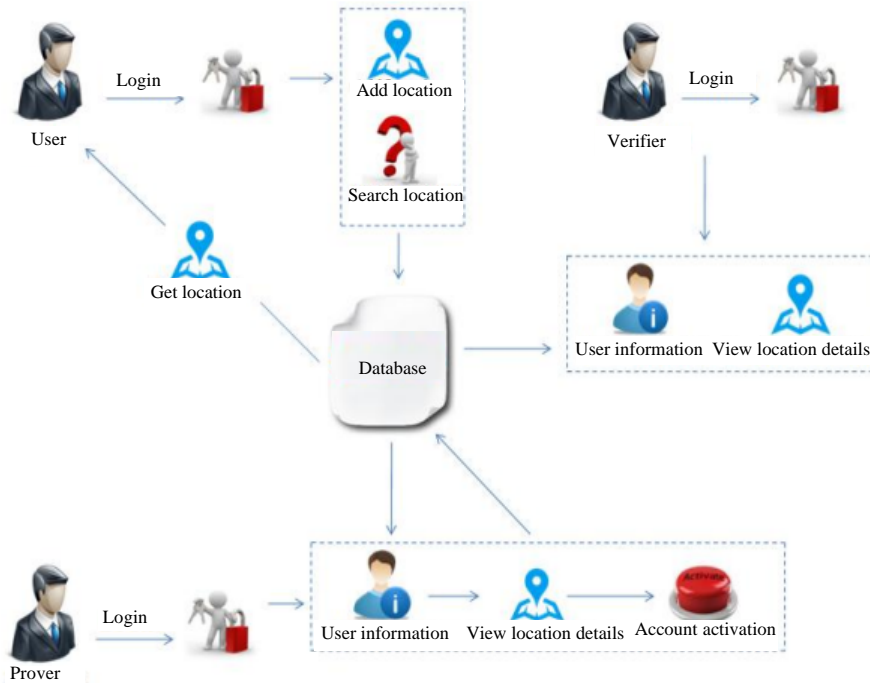 Login
Add location
Login
User
Verifier
Search location
Get location
User information
View location details
Database
Activate
Login
User information
View location details
Account activation
Prover